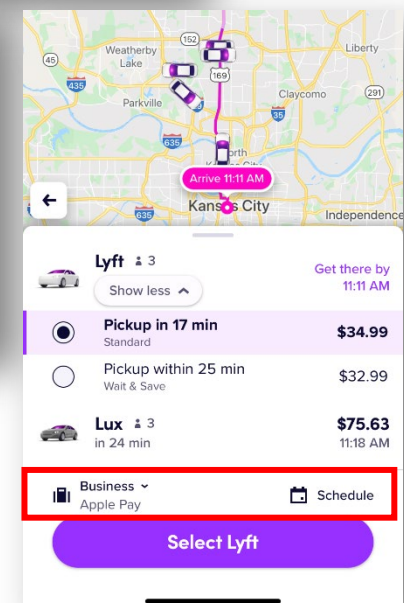 152
Weatherby
Lake
Liberty
45
169
435
Parkville
Claycomo
291
35
635
Arrive 11:11 AM
Kansas City
635
Independence
Lyft 3
Get there by
11:11 AM
Show less
Pickup in 17 min
Standard
$34.99
Pickup within 25 min
Wait & Save
$32.99
Lux 3
in 24 min
$75.63
11:18 AM
Business
Apple Pay
Schedule
Select Lyft